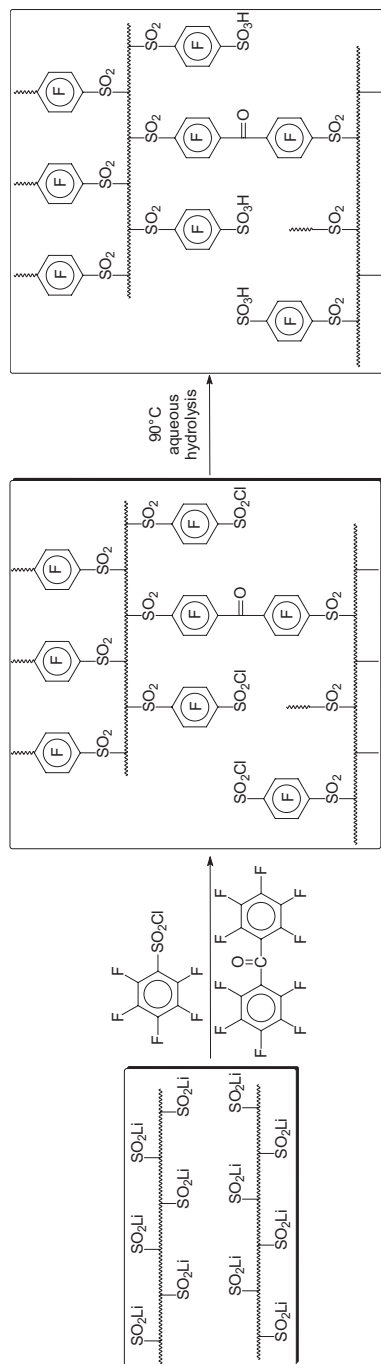 SO2Li SO2Li SO2Li
SO2Li SO2Li SO2Li
SO2Li SO2Li SO2Li
SO2Li SO2Li SO2Li
F
F
F
F
F
SO2Cl
F
F
F
F
F
O
C
F
F
F
F
F
F F F
SO2 SO2 SO2
SO2 SO2 SO2
F F F
SO2Cl O SO2Cl
SO2Cl
F F
SO2 SO2 SO2
90°C
aqueous
hydrolysis
F F F
SO2 SO2 SO2
SO2 SO2 SO2
F F F
SO3H O SO3H
SO3H
F F
SO2 SO2 SO2